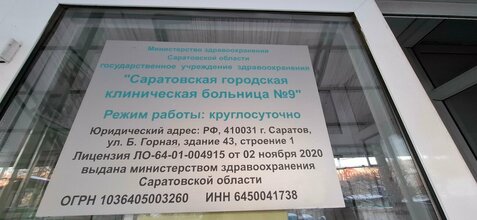 Министерство здравоохранения
Саратовской области
государственное учреждение здравоохранения
"Саратовская городская
клиническая больница №9"
Режим работы: круглосуточно
Юридический адрес: РФ, 410031 г. Саратов,
ул. Б. Горная, здание 43, строение 1
Лицензия ЛО-64-01-004915 от 02 ноября 2020
выдана министерством здравоохранения
Саратовской области
ОГРН 1036405003260 ИНН 6450041738